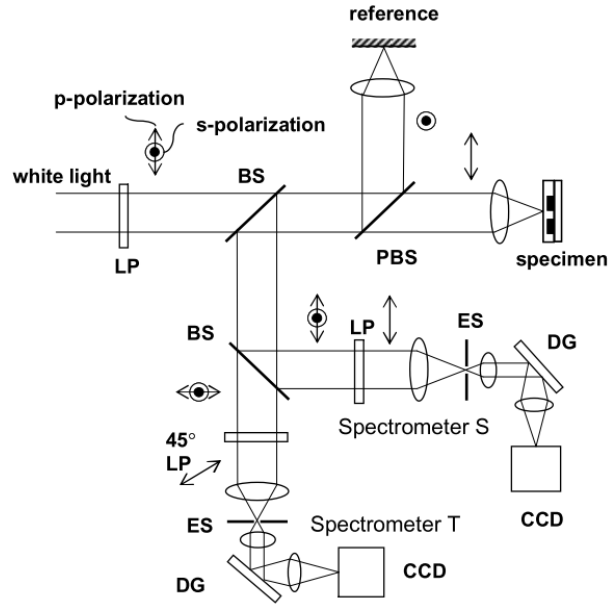 reference
p-polarization
s-polarization
white light
BS
LP
PBS
specimen
BS
LP
ES
DG
45°
LP
Spectrometer S
ES
Spectrometer T
CCD
DG
CCD